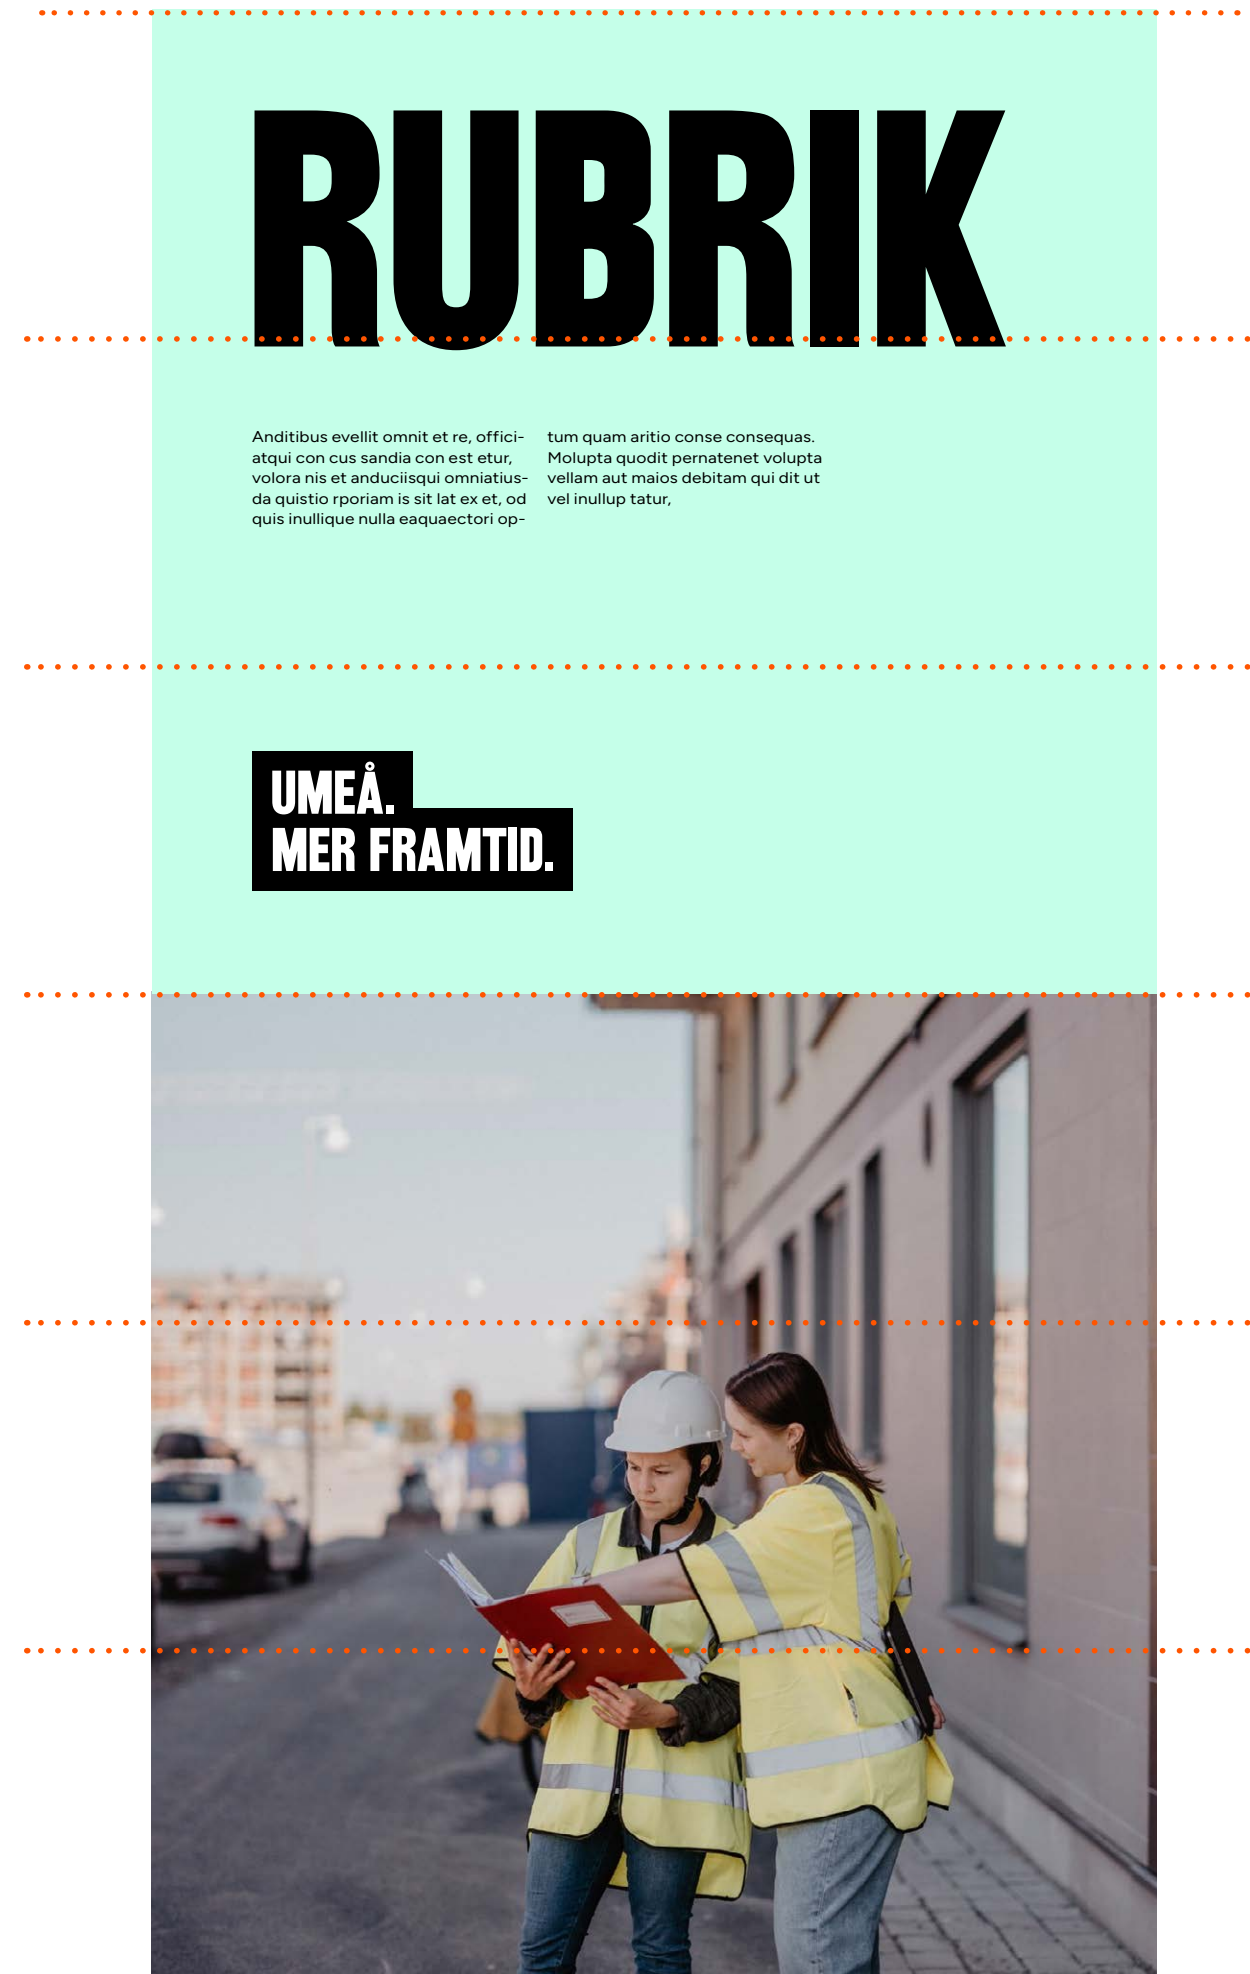 RUBRIK
Anditibus evellit omnit et re, offici-
atqui con cus sandia con est etur,
volora nis et anduciisqui omniatius-
da quistio rporiam is sit lat ex et, od
quis inullique nulla eaquaectori op-
tum quam aritio conse consequas.
Molupta quodit pernatenet volupta
vellam aut maios debitam qui dit ut
vel inullup tatur,
UMEÅ.
MER FRAMTID.